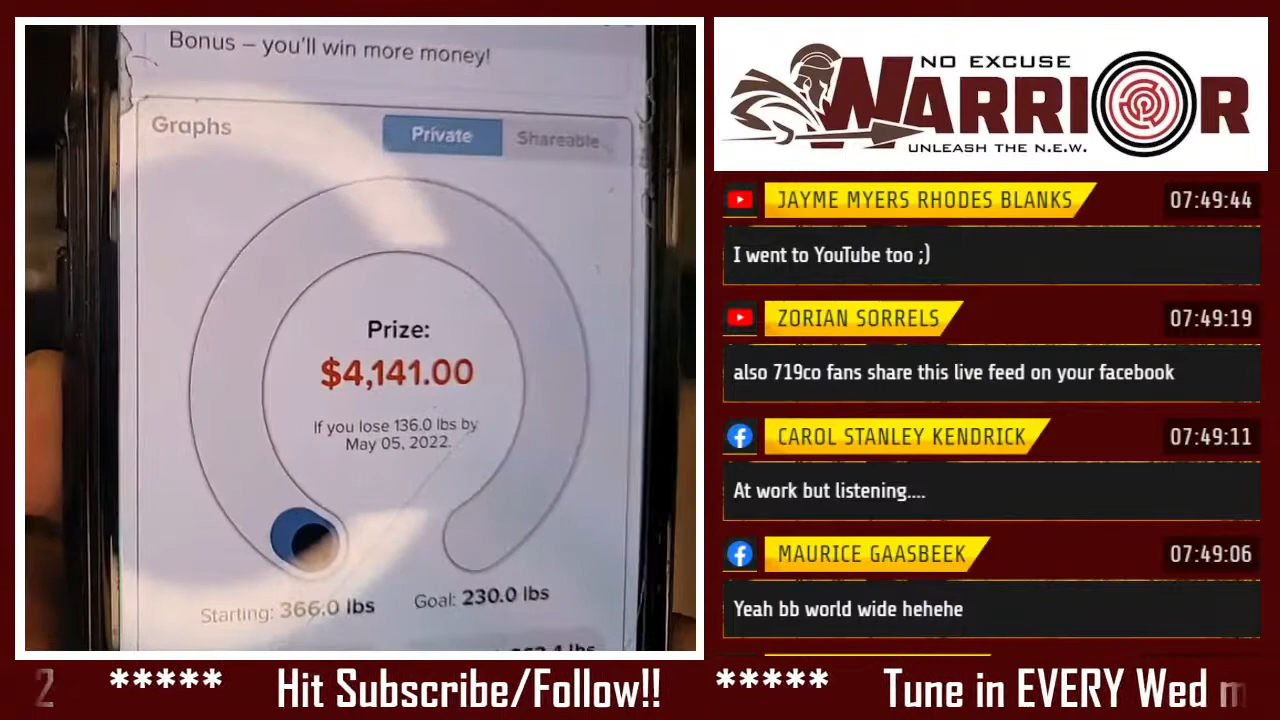 Bonus – you'll win more money!
Graphs
Private
Shareable
Prize:
$4,141.00
If you lose 136.0 lbs by
May 05, 2022.
Starting: 366.0 lbs
Goal: 230.0 lbs
lbs
NO EXCUSE
WARRIOR
UNLEASH THE N.E.W.
JAYME MYERS RHODES BLANKS
07:49:44
I went to YouTube too ;)
ZORIAN SORRELS
07:49:19
also 719co fans share this live feed on your facebook
CAROL STANLEY KENDRICK
07:49:11
At work but listening....
MAURICE GAASBEEK
07:49:06
Yeah bb world wide hehehe
2 ***** Hit Subscribe/Follow!! ***** Tune in EVERY Wed m